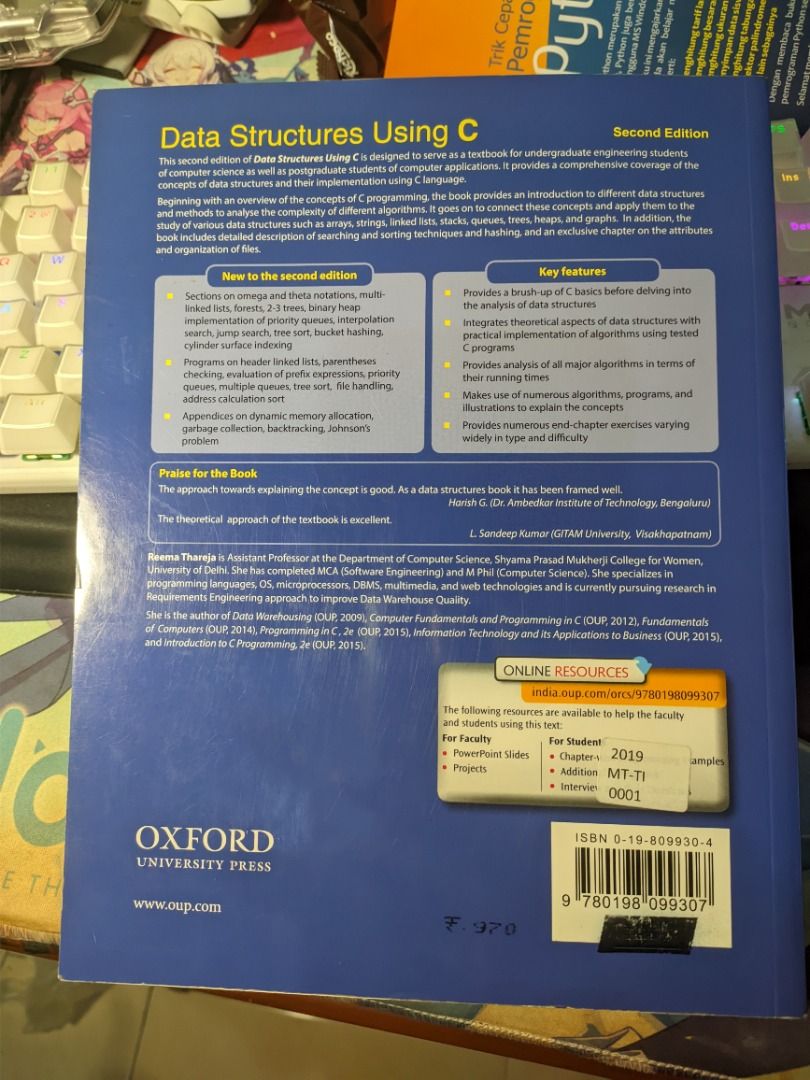 Trik Cepa
Pemro
Pyt
Data Structures Using C
Second Edition
This second edition of Data Structures Using C is designed to serve as a textbook for undergraduate engineering students
of computer science as well as postgraduate students of computer applications. It provides a comprehensive coverage of the
concepts of data structures and their implementation using C language.
Beginning with an overview of the concepts of C programming, the book provides an introduction to different data structures
and methods to analyse the complexity of different algorithms. It goes on to connect these concepts and apply them to the
study of various data structures such as arrays, strings, linked lists, stacks, queues, trees, heaps, and graphs. In addition, the
book includes detailed description of searching and sorting techniques and hashing, and an exclusive chapter on the attributes
and organization of files.
New to the second edition
Sections on omega and theta notations, multi-
linked lists, forests, 2-3 trees, binary heap
implementation of priority queues, interpolation
search, jump search, tree sort, bucket hashing,
cylinder surface indexing
Programs on header linked lists, parentheses
checking, evaluation of prefix expressions, priority
queues, multiple queues, tree sort, file handling,
address calculation sort
Appendices on dynamic memory allocation,
garbage collection, backtracking, Johnson's
problem
Key features
Provides a brush-up of C basics before delving into
the analysis of data structures
Integrates theoretical aspects of data structures with
practical implementation of algorithms using tested
C programs
Provides analysis of all major algorithms in terms of
their running times
Makes use of numerous algorithms, programs, and
illustrations to explain the concepts
Provides numerous end-chapter exercises varying
widely in type and difficulty
Praise for the Book
The approach towards explaining the concept is good. As a data structures book it has been framed well.
Harish G. (Dr. Ambedkar Institute of Technology, Bengaluru)
The theoretical approach of the textbook is excellent.
L. Sandeep Kumar (GITAM University, Visakhapatnam)
Reema Thareja is Assistant Professor at the Department of Computer Science, Shyama Prasad Mukherji College for Women,
University of Delhi. She has completed MCA (Software Engineering) and M Phil (Computer Science). She specializes in
programming languages, OS, microprocessors, DBMS, multimedia, and web technologies and is currently pursuing research in
Requirements Engineering approach to improve Data Warehouse Quality.
She is the author of Data Warehousing (OUP, 2009), Computer Fundamentals and Programming in C (OUP, 2012), Fundamentals
of Computers (OUP, 2014), Programming in C, 2e (OUP, 2015), Information Technology and its Applications to Business (OUP, 2015),
and Introduction to C Programming, 2e (OUP, 2015).
ONLINE RESOURCES
india.oup.com/orcs/9780198099307
The following resources are available to help the faculty
and students using this text:
For Faculty
PowerPoint Slides
Projects
For Student
Chapter-
Addition
Intervie
amples
2019
MT-TI
0001
OXFORD
UNIVERSITY PRESS
www.oup.com
₹. 970
ISBN 0-19-809930-4
9 780198 099307
Ins